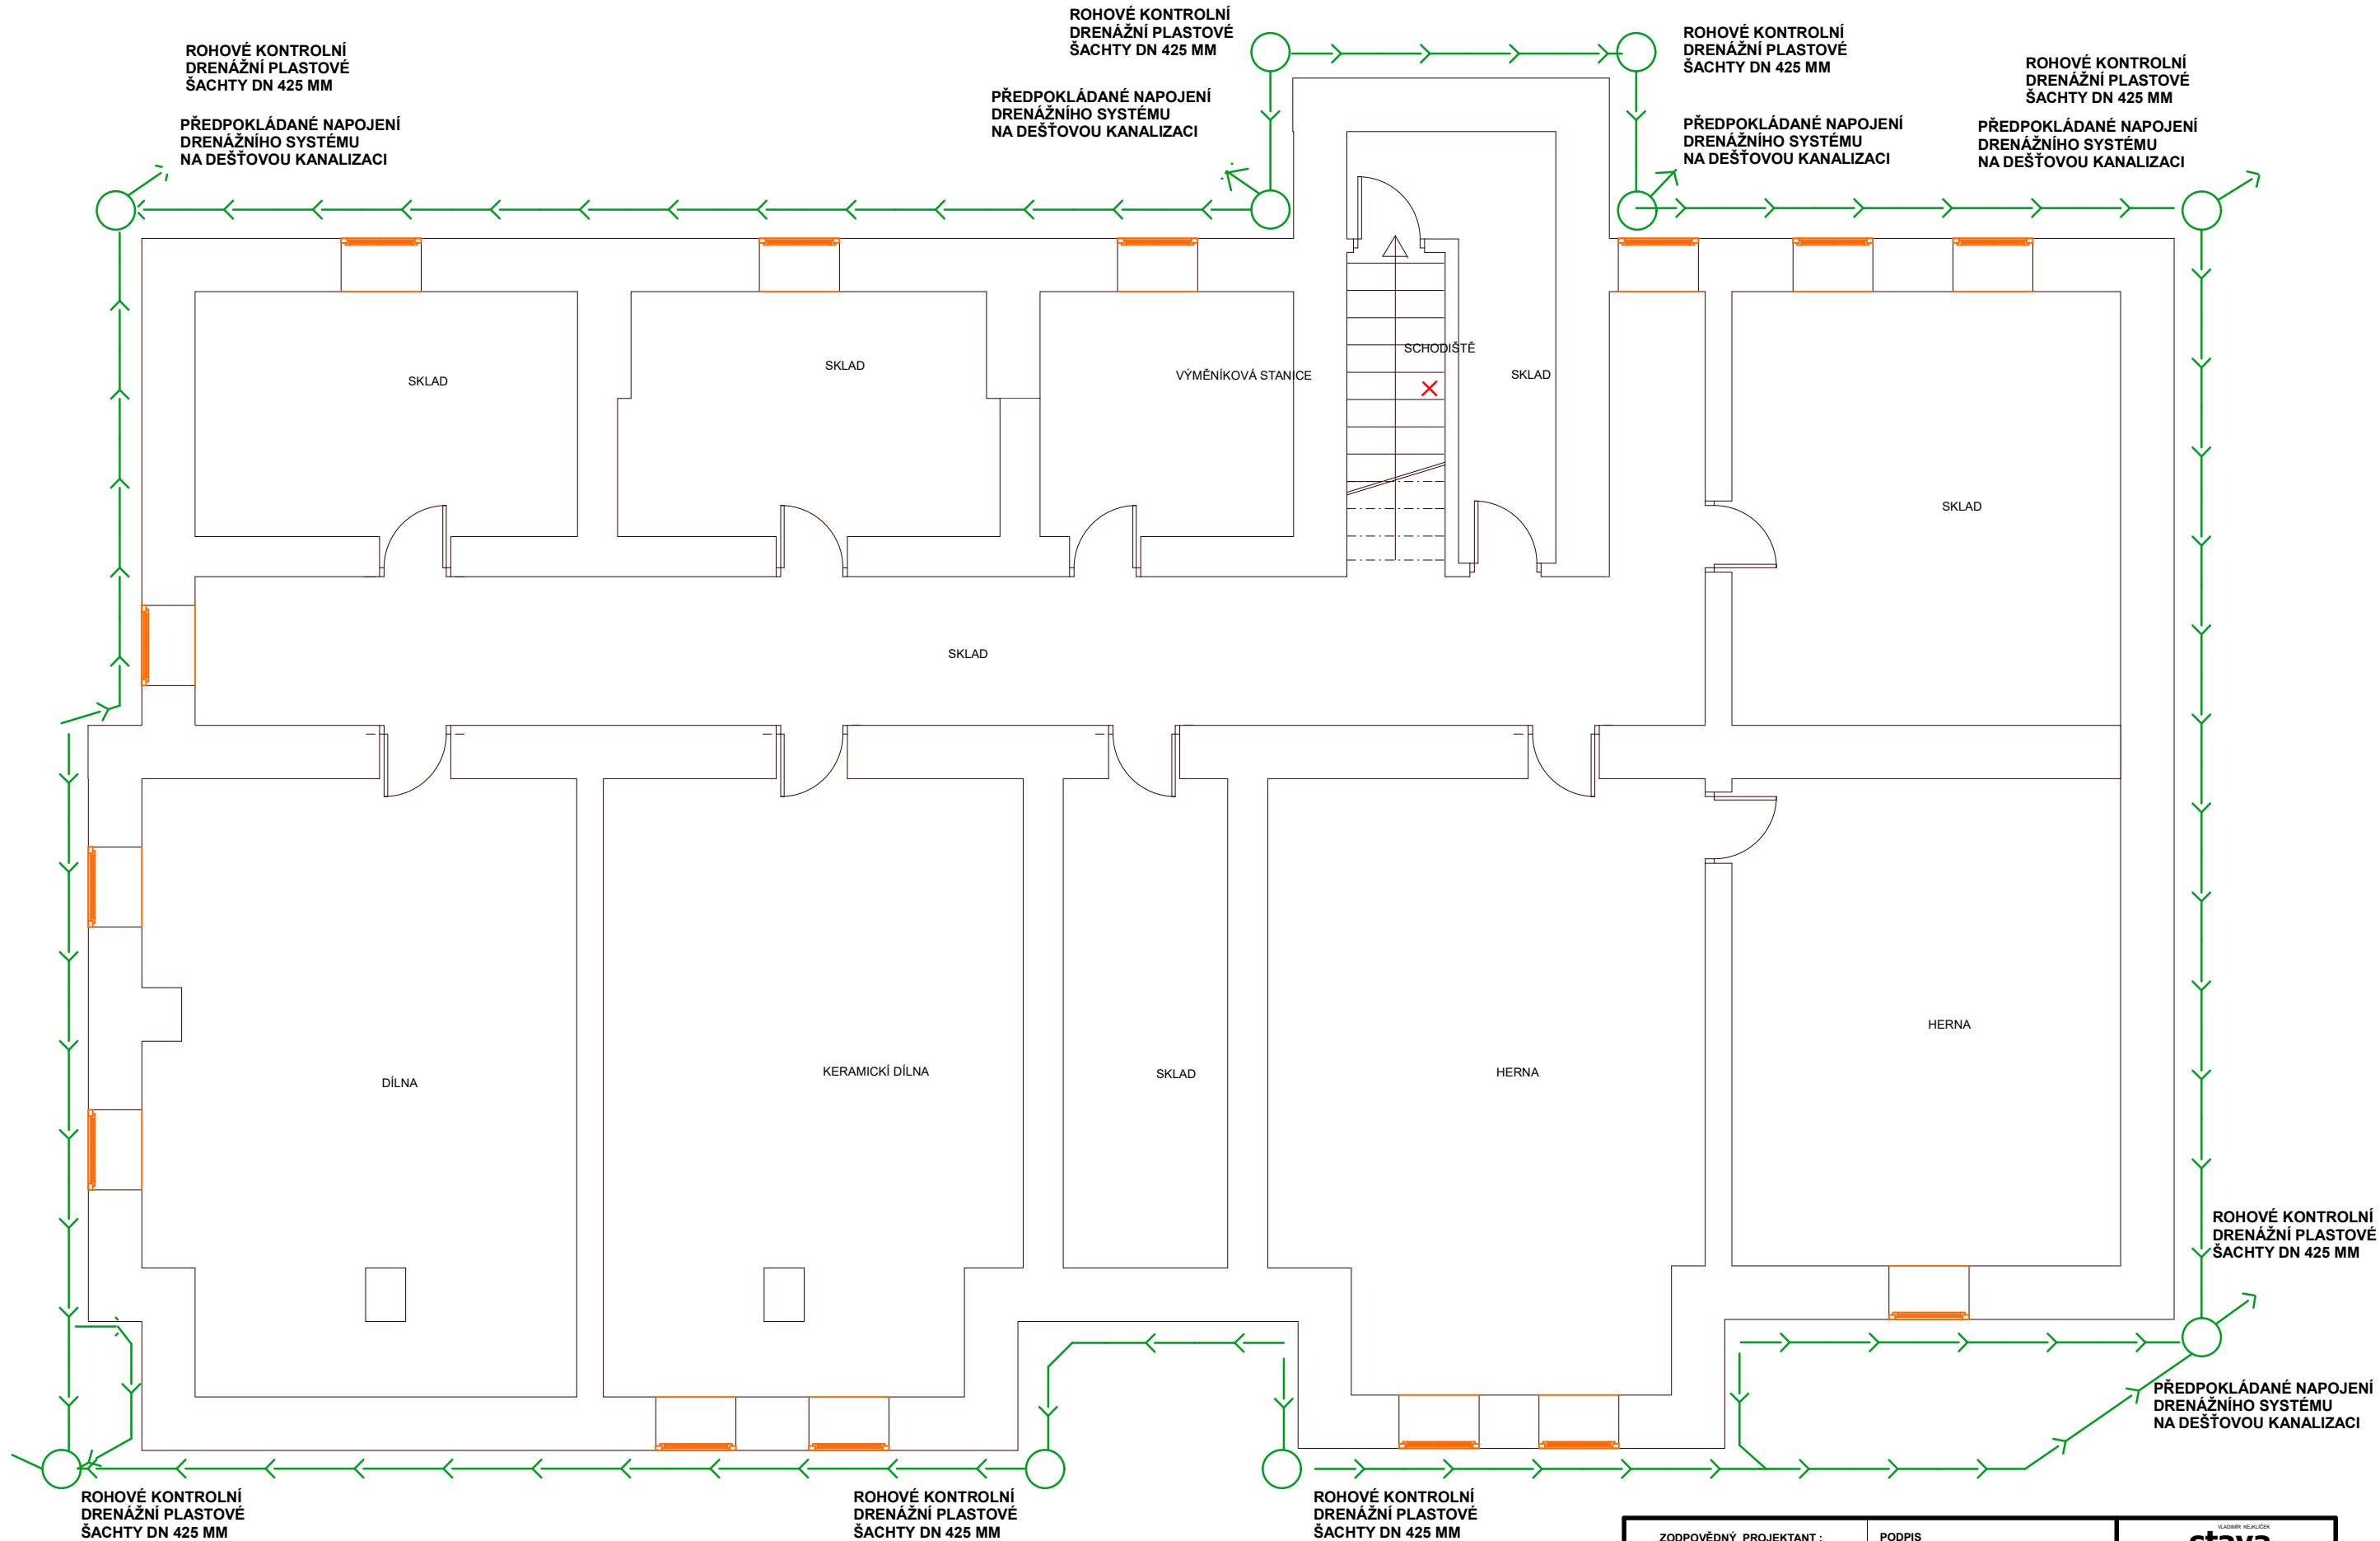 ROHOVÉ KONTROLNÍ
DRENÁŽNÍ PLASTOVÉ
ŠACHTY DN 425 MM
PŘEDPOKLÁDANÉ NAPOJENÍ
DRENÁŽNÍHO SYSTÉMU
NA DEŠŤOVOU KANALIZACI
ROHOVÉ KONTROLNÍ
DRENÁŽNÍ PLASTOVÉ
ŠACHTY DN 425 MM
PŘEDPOKLÁDANÉ NAPOJENÍ
DRENÁŽNÍHO SYSTÉMU
NA DEŠŤOVOU KANALIZACI
ROHOVÉ KONTROLNÍ
DRENÁŽNÍ PLASTOVÉ
ŠACHTY DN 425 MM
PŘEDPOKLÁDANÉ NAPOJENÍ
DRENÁŽNÍHO SYSTÉMU
NA DEŠŤOVOU KANALIZACI
ROHOVÉ KONTROLNÍ
DRENÁŽNÍ PLASTOVÉ
ŠACHTY DN 425 MM
PŘEDPOKLÁDANÉ NAPOJENÍ
DRENÁŽNÍHO SYSTÉMU
NA DEŠŤOVOU KANALIZACI
SKLAD
SKLAD
VÝMĚNÍKOVÁ STANICE
SCHODIŠTĚ
SKLAD
SKLAD
SKLAD
DÍLNA
KERAMICKÍ DÍLNA
SKLAD
HERNA
HERNA
ROHOVÉ KONTROLNÍ
DRENÁŽNÍ PLASTOVÉ
ŠACHTY DN 425 MM
PŘEDPOKLÁDANÉ NAPOJENÍ
DRENÁŽNÍHO SYSTÉMU
NA DEŠŤOVOU KANALIZACI
ROHOVÉ KONTROLNÍ
DRENÁŽNÍ PLASTOVÉ
ŠACHTY DN 425 MM
ROHOVÉ KONTROLNÍ
DRENÁŽNÍ PLASTOVÉ
ŠACHTY DN 425 MM
ROHOVÉ KONTROLNÍ
DRENÁŽNÍ PLASTOVÉ
ŠACHTY DN 425 MM
ZODPOVĚDNÝ PROJEKTANT :
PODPIS
VLADIMÍR KEJKLÍČEK
stava